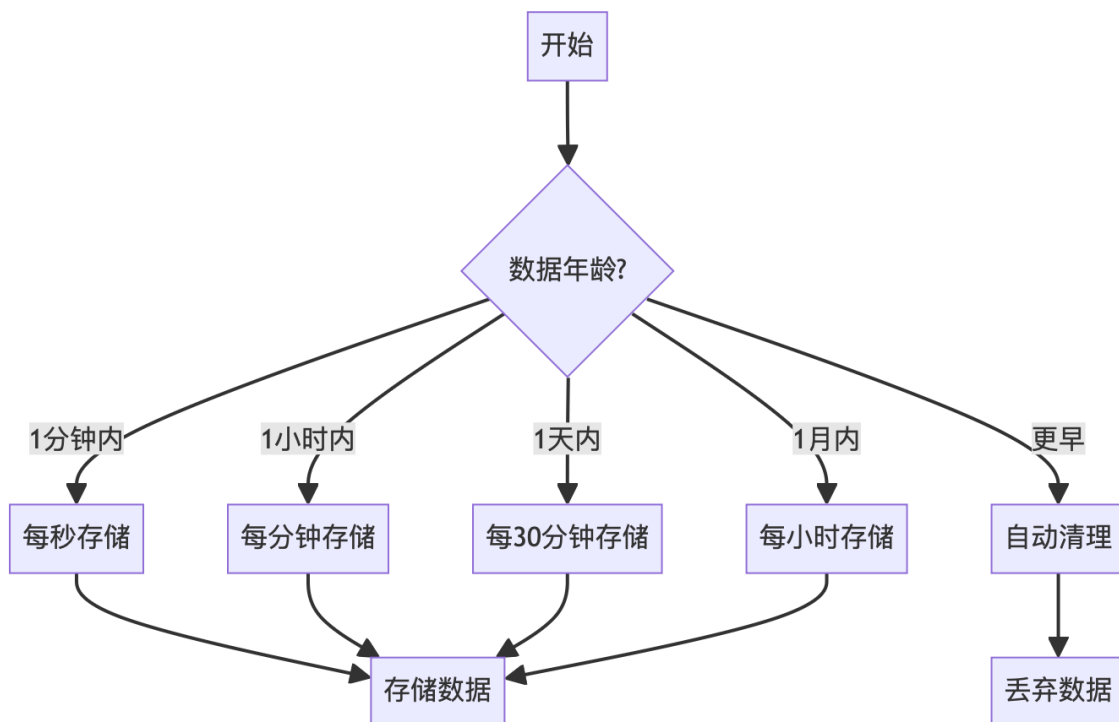 开始
数据年龄?
1分钟内
1小时内
1天内
1月内
更早
每秒存储
每分钟存储
每30分钟存储
每小时存储
自动清理
存储数据
丢弃数据